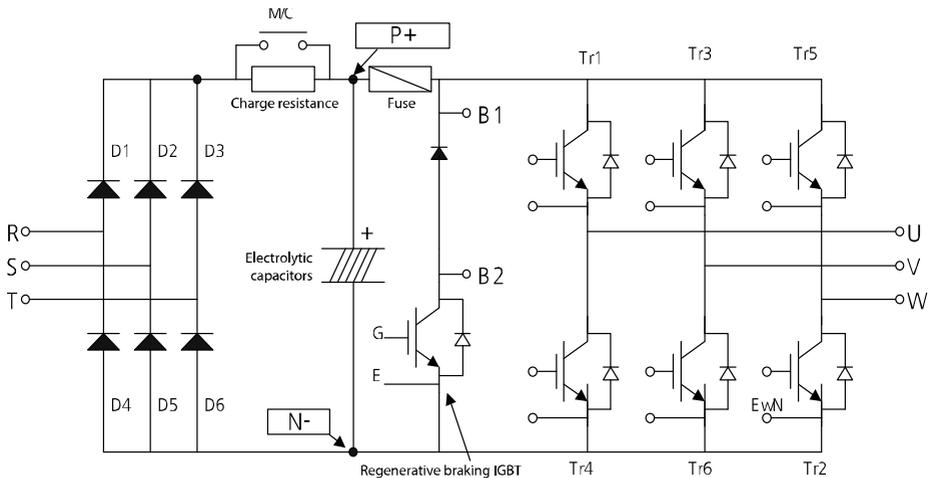 M/C
P+
Tr1
Tr3
Tr5
Charge resistance
Fuse
B1
D1
D2
D3
R
S
T
+
Electrolytic
capacitors
B2
U
V
W
G
E
D4
D5
D6
EwN
N-
Regenerative braking IGBT
Tr4
Tr6
Tr2